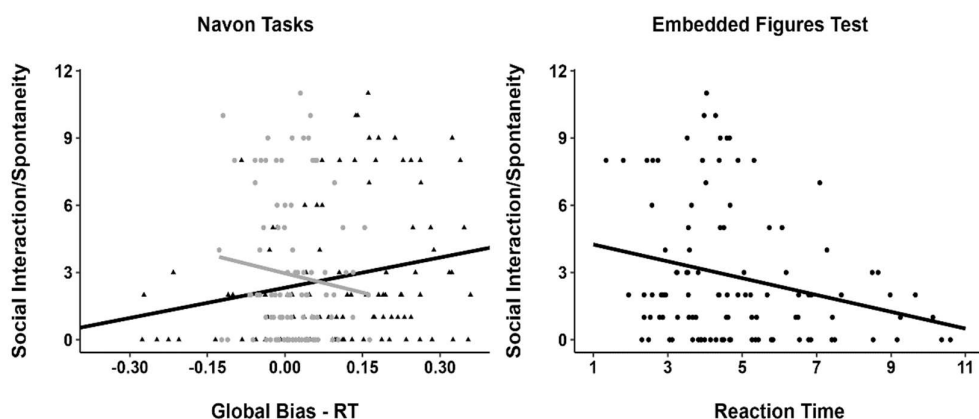 Navon Tasks
Social Interaction/Spontaneity
12
9
6
3
0
-0.30 -0.15 0.00 0.15 0.30
Global Bias - RT
Embedded Figures Test
Social Interaction/Spontaneity
12
9
6
3
0
1 3 5 7 9 11
Reaction Time